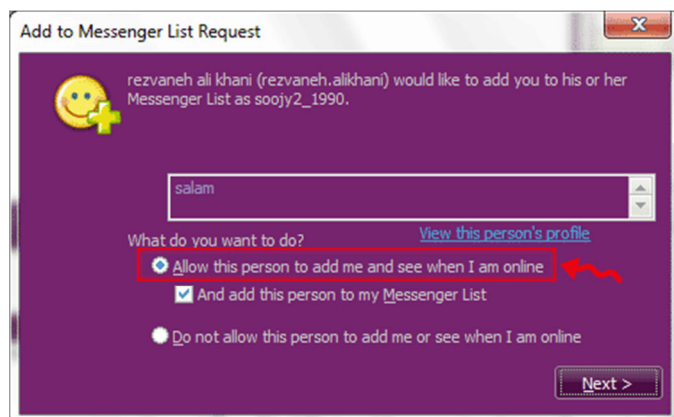 Add to Messenger List Request
rezvaneh ali khani (rezvaneh.alikhani) would like to add you to his or her
Messenger List as soojy2_1990.
salam
View this person's profile
What do you want to do?
Allow this person to add me and see when I am online
And add this person to my Messenger List
Do not allow this person to add me or see when I am online
Next >